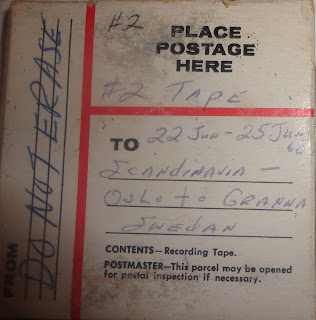 #2
PLACE
POSTAGE
HERE
#2 TAPE
TO 22 JUN - 25 JUN
62
SCANDINAVIA -
OSLO TO GRANNA
SWEDAN
CONTENTS—Recording Tape.
POSTMASTER—This parcel may be opened
for postal inspection if necessary.
FROM
DO NOT ERASE